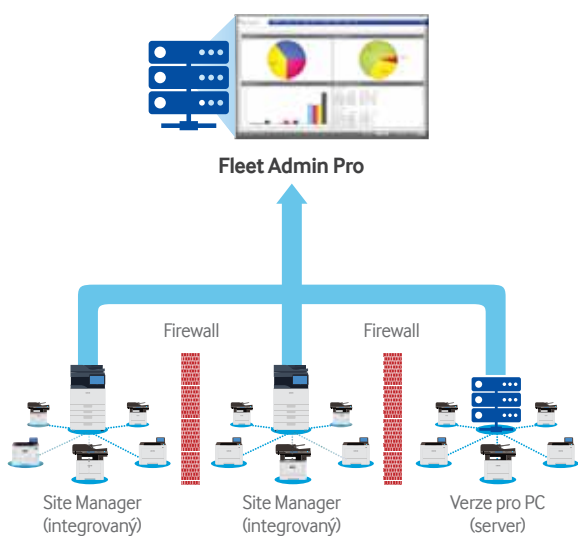 Fleet Admin Pro
Firewall
Firewall
Site Manager
(integrovaný)
Site Manager
(integrovaný)
Verze pro PC
(server)